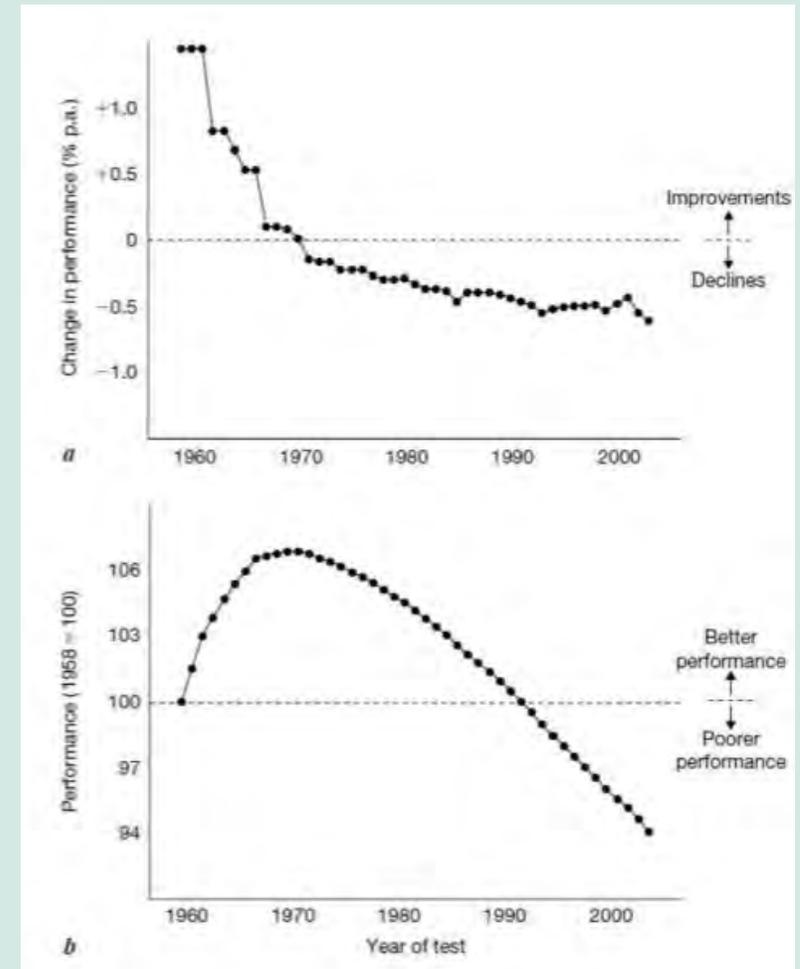 Change in performance (% p.a.)
+1.0
+0.5
0
−0.5
−1.0
Improvements
Declines
a
1960 1970 1980 1990 2000
Performance (1958 = 100)
106
103
100
97
94
Better
performance
Poorer
performance
1960 1970 1980 1990 2000
b
Year of test